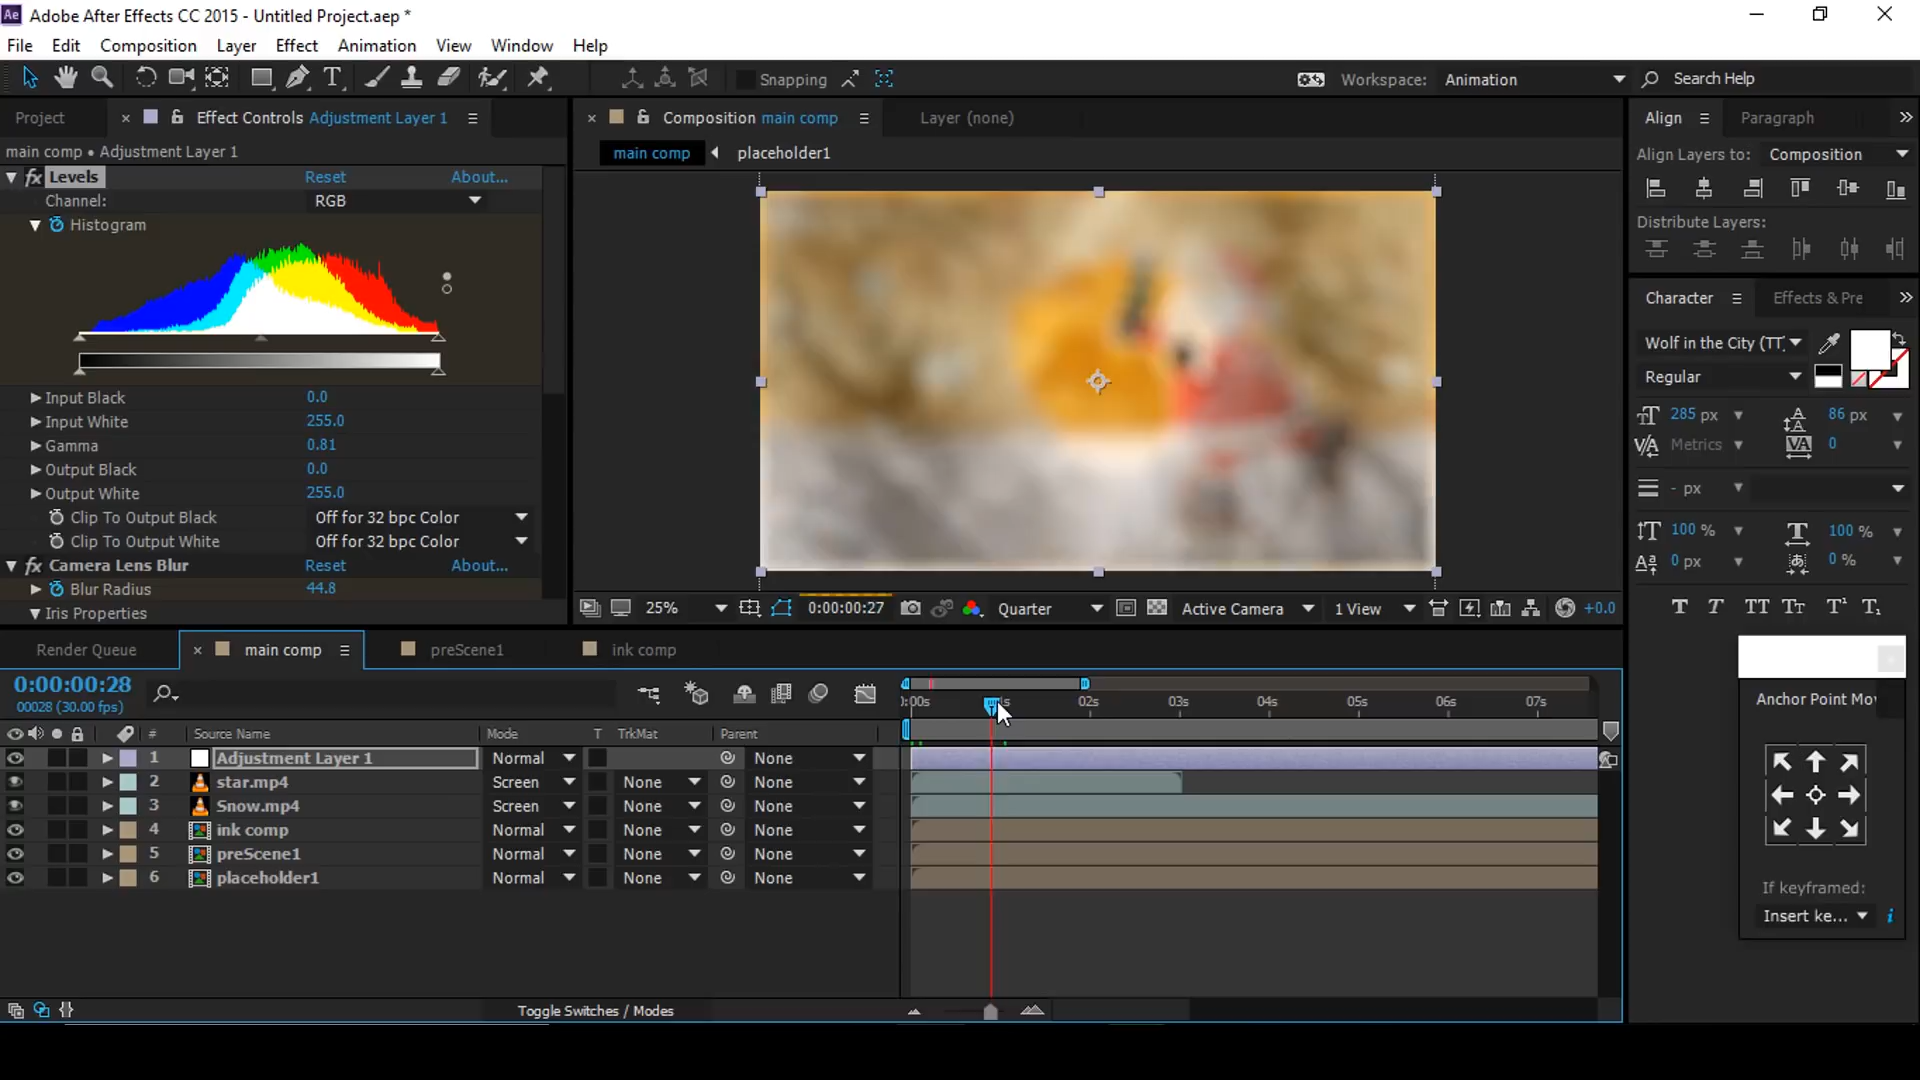 Ae Adobe After Effects CC 2015 - Untitled Project.aep *
File Edit Composition Layer Effect Animation View Window Help
Snapping Workspace: Animation Search Help
Project Effect Controls Adjustment Layer 1
main comp • Adjustment Layer 1
fx Levels Reset About...
Channel: RGB
Histogram
Input Black 0.0
Input White 255.0
Gamma 0.81
Output Black 0.0
Output White 255.0
Clip To Output Black Off for 32 bpc Color
Clip To Output White Off for 32 bpc Color
fx Camera Lens Blur Reset About...
Blur Radius 44.8
Iris Properties
Composition main comp Layer (none)
main comp placeholder1
25% 0:00:00:27 Quarter Active Camera 1 View +0.0
Align Paragraph
Align Layers to: Composition
Distribute Layers:
Character Effects & Pre
Wolf in the City (TT)
Regular
285 px 86 px
Metrics 0
- px
100 % 100 %
0 px 0 %
T T TT TT T¹ T₁
Anchor Point Mov
If keyframed:
Insert ke... i
Render Queue main comp preScene1 ink comp
0:00:00:28
00028 (30.00 fps)
):00s 02s 03s 04s 05s 06s 07s
# Source Name Mode T TrkMat Parent
1 Adjustment Layer 1 Normal None
2 star.mp4 Screen None None
3 Snow.mp4 Screen None None
4 ink comp Normal None None
5 preScene1 Normal None None
6 placeholder1 Normal None None
Toggle Switches / Modes